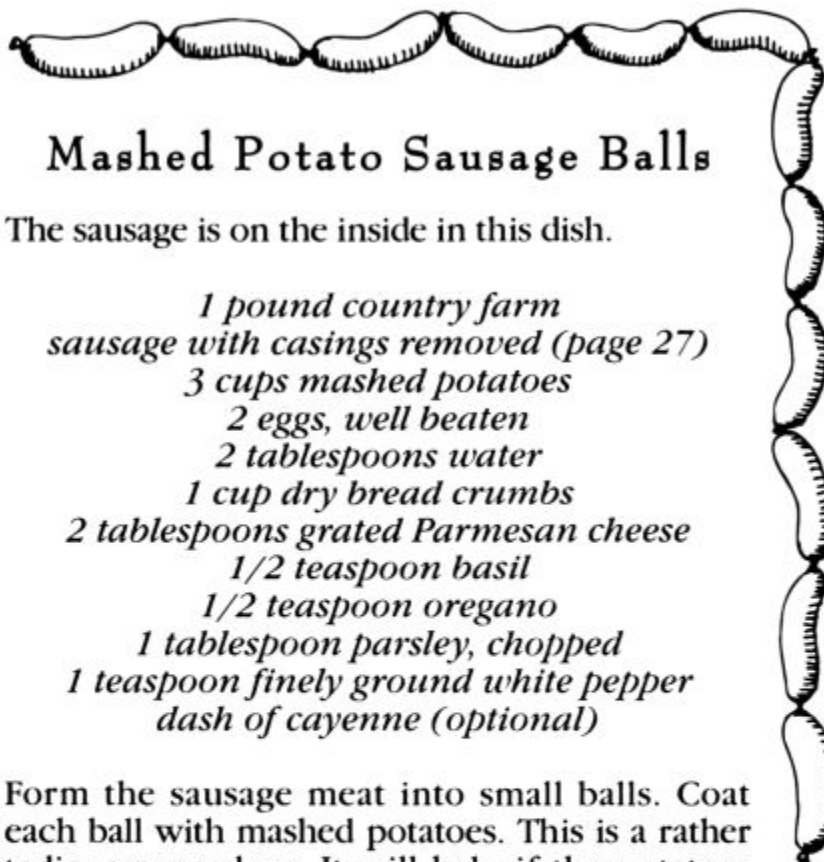 Mashed Potato Sausage Balls
The sausage is on the inside in this dish.
1 pound country farm
sausage with casings removed (page 27)
3 cups mashed potatoes
2 eggs, well beaten
2 tablespoons water
1 cup dry bread crumbs
2 tablespoons grated Parmesan cheese
1/2 teaspoon basil
1/2 teaspoon oregano
1 tablespoon parsley, chopped
1 teaspoon finely ground white pepper
dash of cayenne (optional)
Form the sausage meat into small balls. Coat
each ball with mashed potatoes. This is a rather